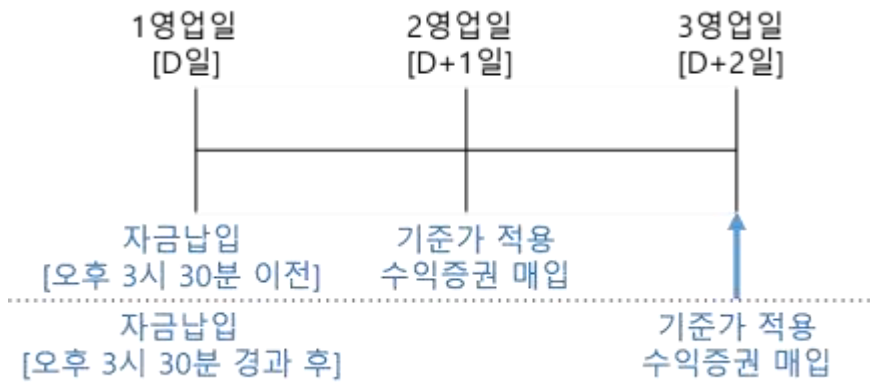 1영업일
[D일]
2영업일
[D+1일]
3영업일
[D+2일]
자금납입
[오후 3시 30분 이전]
기준가 적용
수익증권 매입
자금납입
[오후 3시 30분 경과 후]
기준가 적용
수익증권 매입